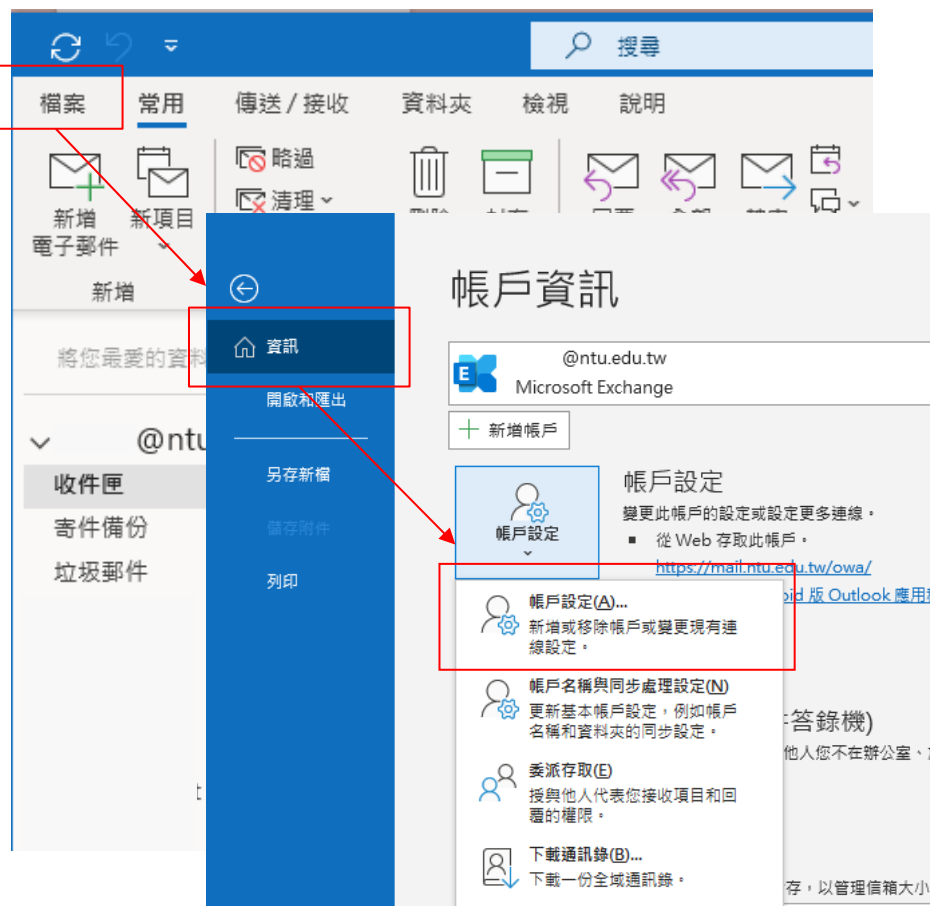 搜尋
檔案 常用 傳送 / 接收 資料夾 檢視 說明
新增
電子郵件
新項目
略過
清理
新增
將您最愛的資料
@ntu
收件匣
寄件備份
垃圾郵件
資訊
開啟和匯出
另存新檔
儲存附件
列印
帳戶資訊
@ntu.edu.tw
Microsoft Exchange
新增帳戶
帳戶設定
帳戶設定
變更此帳戶的設定或設定更多連線。
■ 從 Web 存取此帳戶。
https://mail.ntu.edu.tw/owa/
oid 版 Outlook 應用
帳戶設定(A)...
新增或移除帳戶或變更現有連
線設定。
帳戶名稱與同步處理設定(N)
更新基本帳戶設定，例如帳戶
名稱和資料夾的同步設定。
委派存取(E)
授與他人代表您接收項目和回
覆的權限。
下載通訊錄(B)...
下載一份全域通訊錄。
答錄機)
他人您不在辦公室、
存，以管理信箱大小